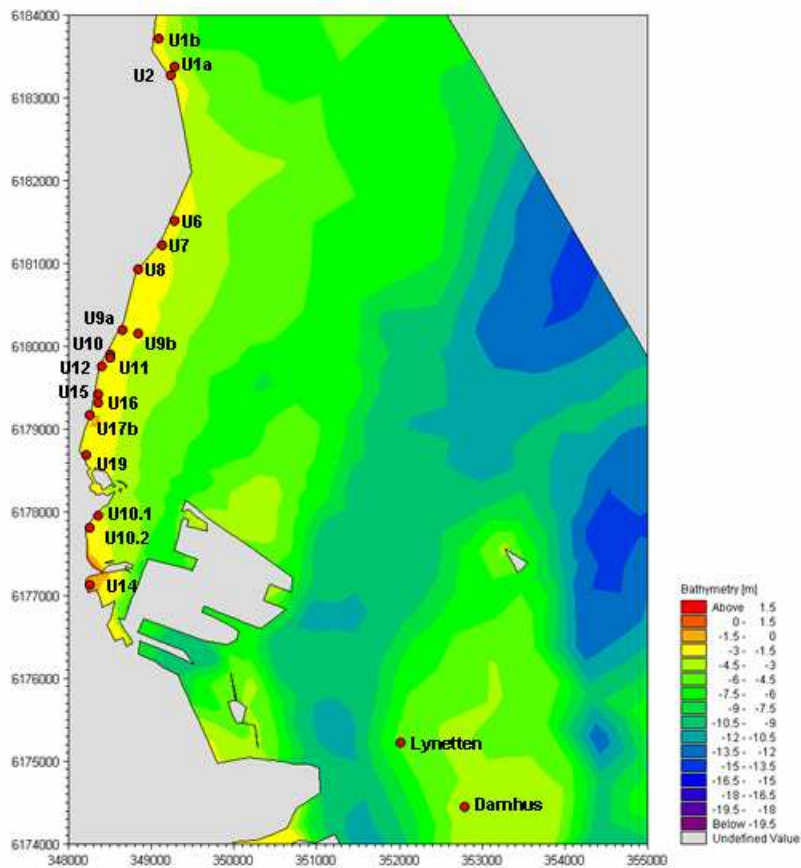 6184000
U1b
U1a
U2
6183000
6182000
U6
6181000
U7
U8
U9a
U9b
6180000
U10
U11
U12
U15
U16
6179000
U17b
U19
6178000
U10.1
U10.2
6177000
U14
6176000
Lynetten
6175000
Damhus
6174000
348000 349000 350000 351000 352000 353000 354000 355000
Bathymetry [m]
Above 1.5
0 - 1.5
-1.5 - 0
-3 - -1.5
-4.5 - -3
-6 - -4.5
-7.5 - -6
-9 - -7.5
-10.5 - -9
-12 - -10.5
-13.5 - -12
-15 - -13.5
-16.5 - -15
-18 - -16.5
-19.5 - -18
Below -19.5
Undefined Value